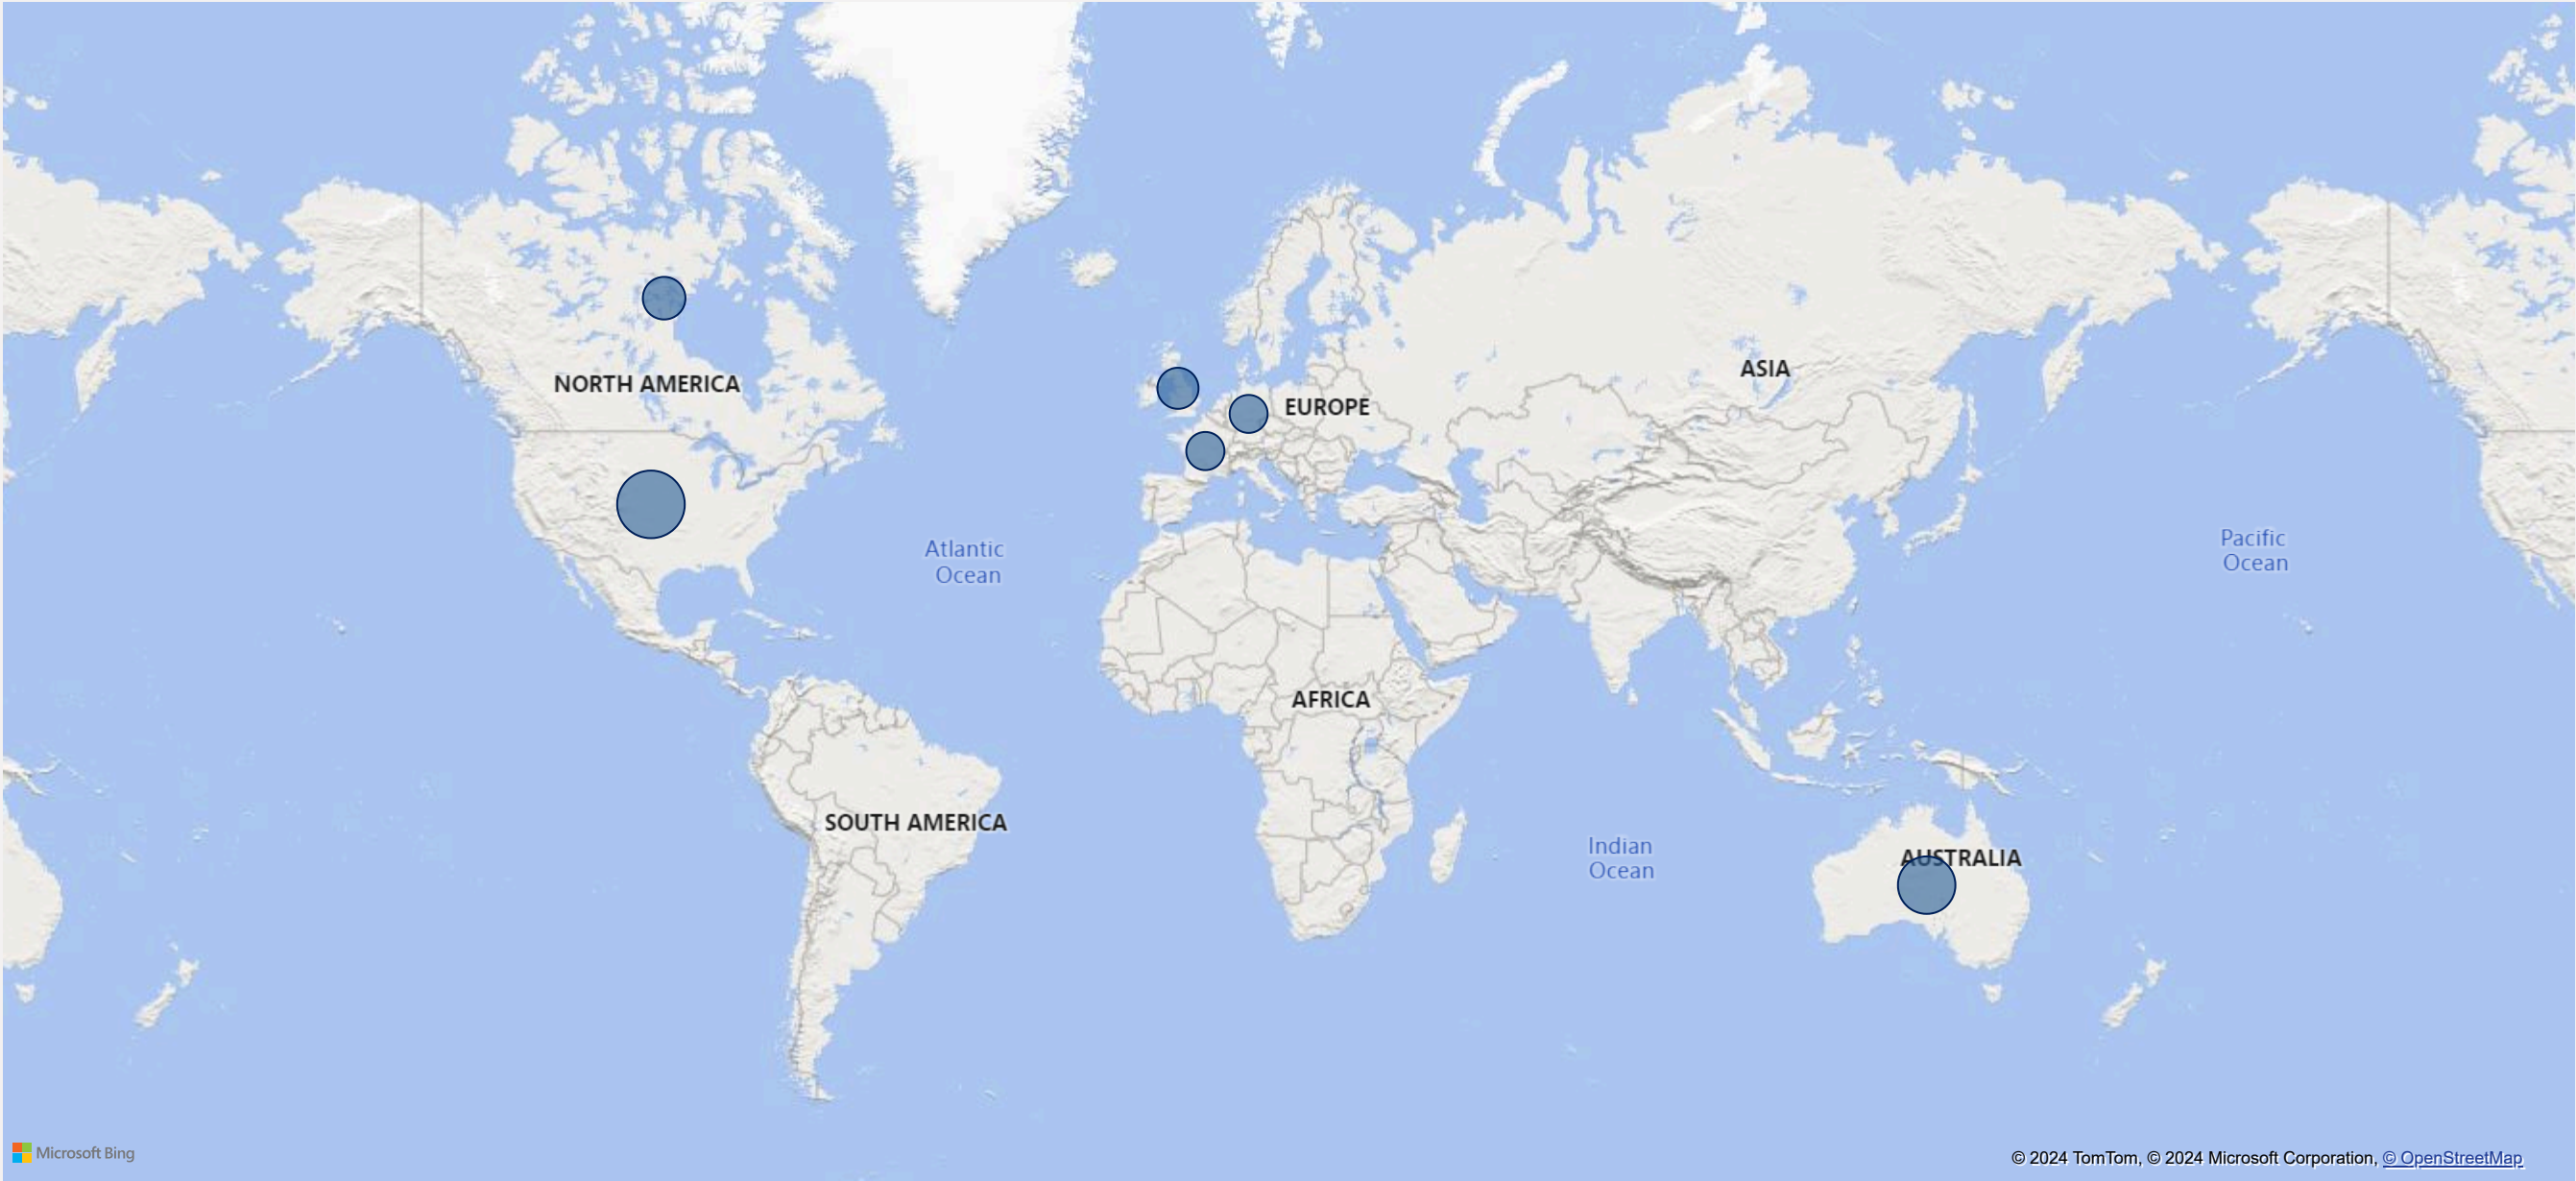 ASIA
NORTH AMERICA
EUROPE
Atlantic
Ocean
Pacific
Ocean
AFRICA
SOUTH AMERICA
Indian
Ocean
AUSTRALIA
Microsoft Bing
© 2024 TomTom, © 2024 Microsoft Corporation, © OpenStreetMap